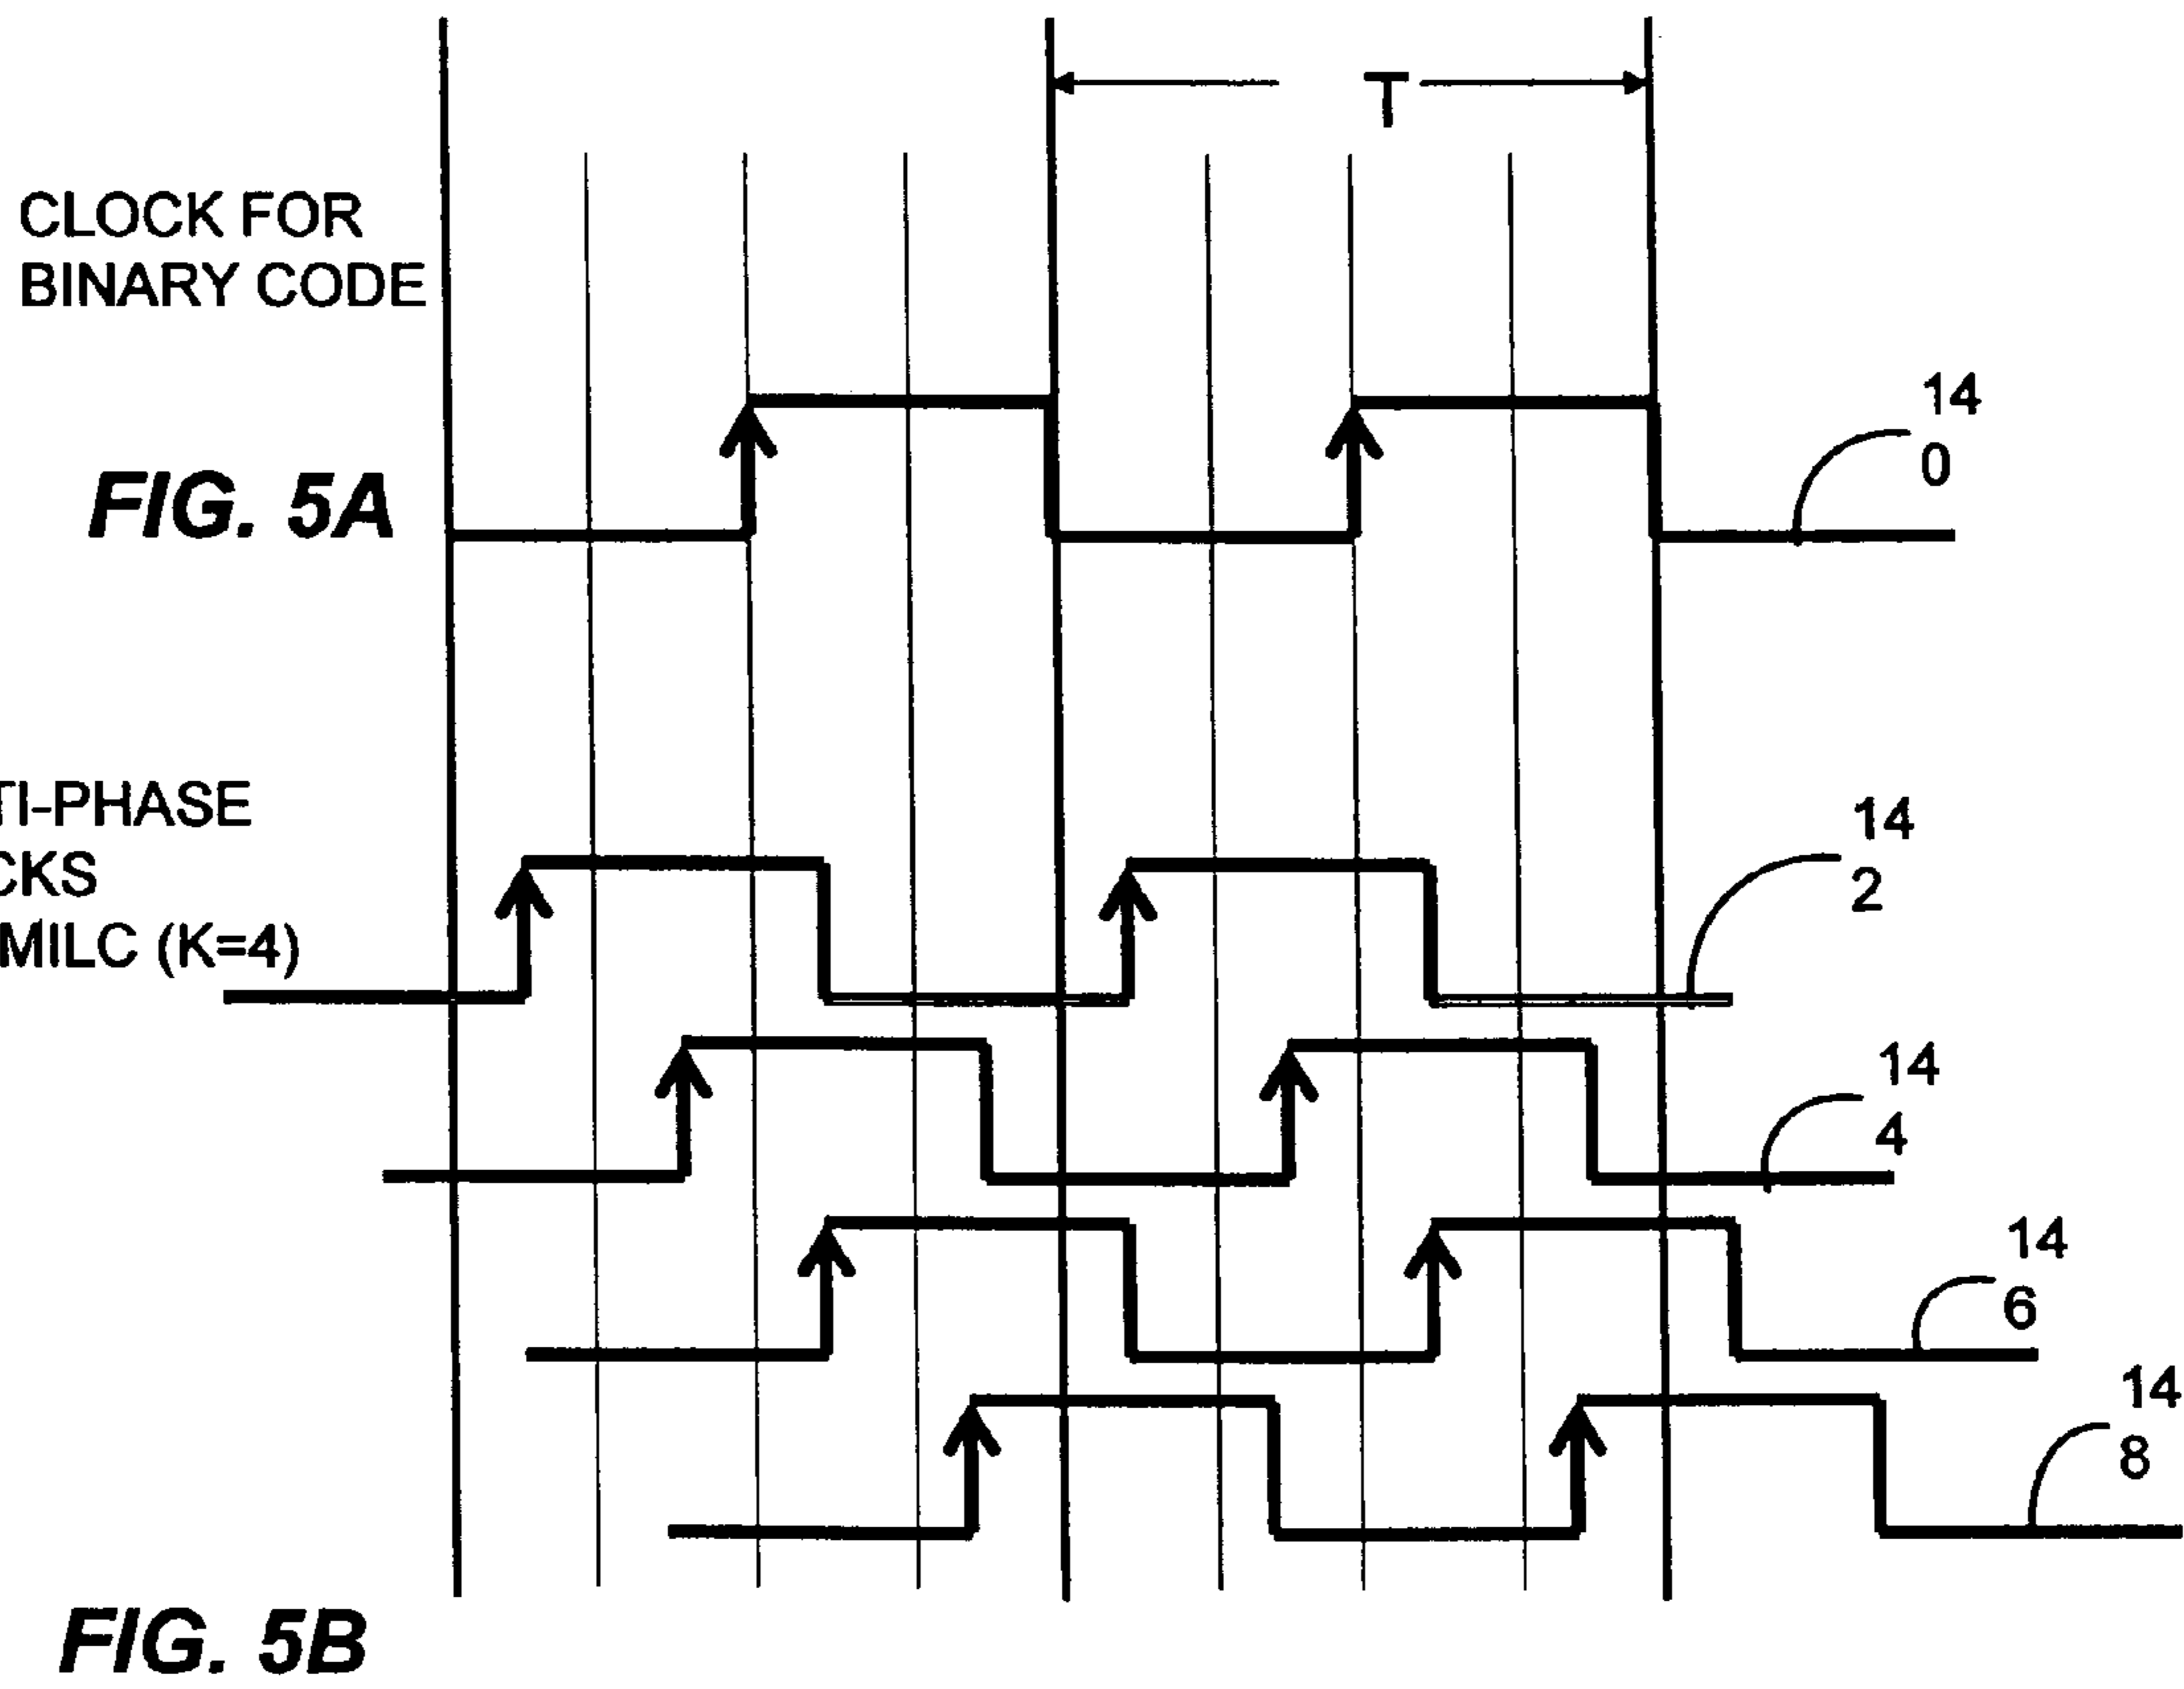 T
CLOCK FOR
BINARY CODE
14
0
FIG. 5A
TI-PHASE
CKS
MILC (K=4)
14
2
14
4
14
6
14
8
FIG. 5B